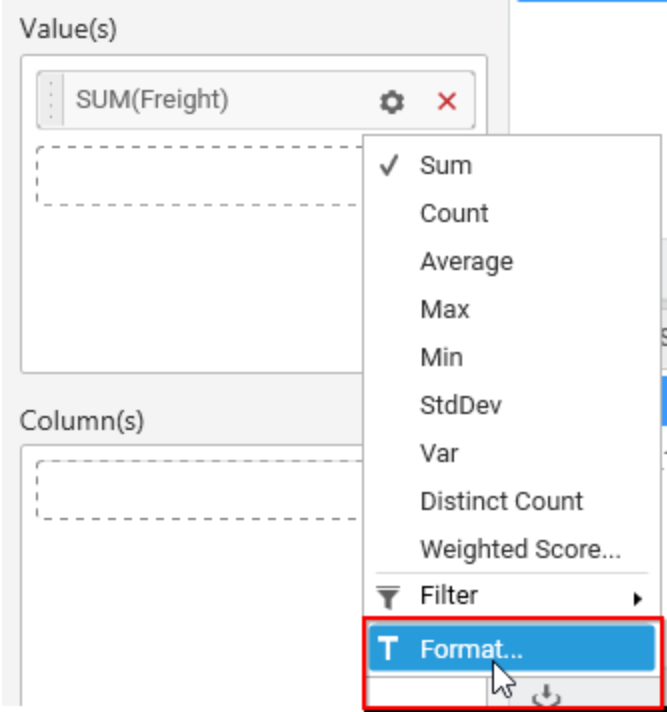 Value(s)
SUM(Freight)
Sum
Count
Average
Max
Min
StdDev
Column(s)
Var
Distinct Count
Weighted Score...
Filter
Format...